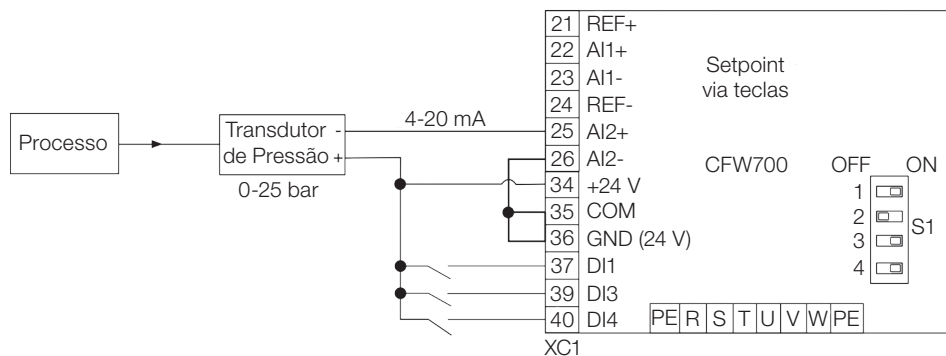 21 REF+
22 AI1+
23 AI1-
24 REF-
25 AI2+
26 AI2-
34 +24 V
35 COM
36 GND (24 V)
37 DI1
39 DI3
40 DI4
XC1
Setpoint
via teclas
CFW700
OFF ON
1
2
3
4
S1
PE R S T U V W PE
Processo
Transdutor -
de Pressão +
0-25 bar
4-20 mA